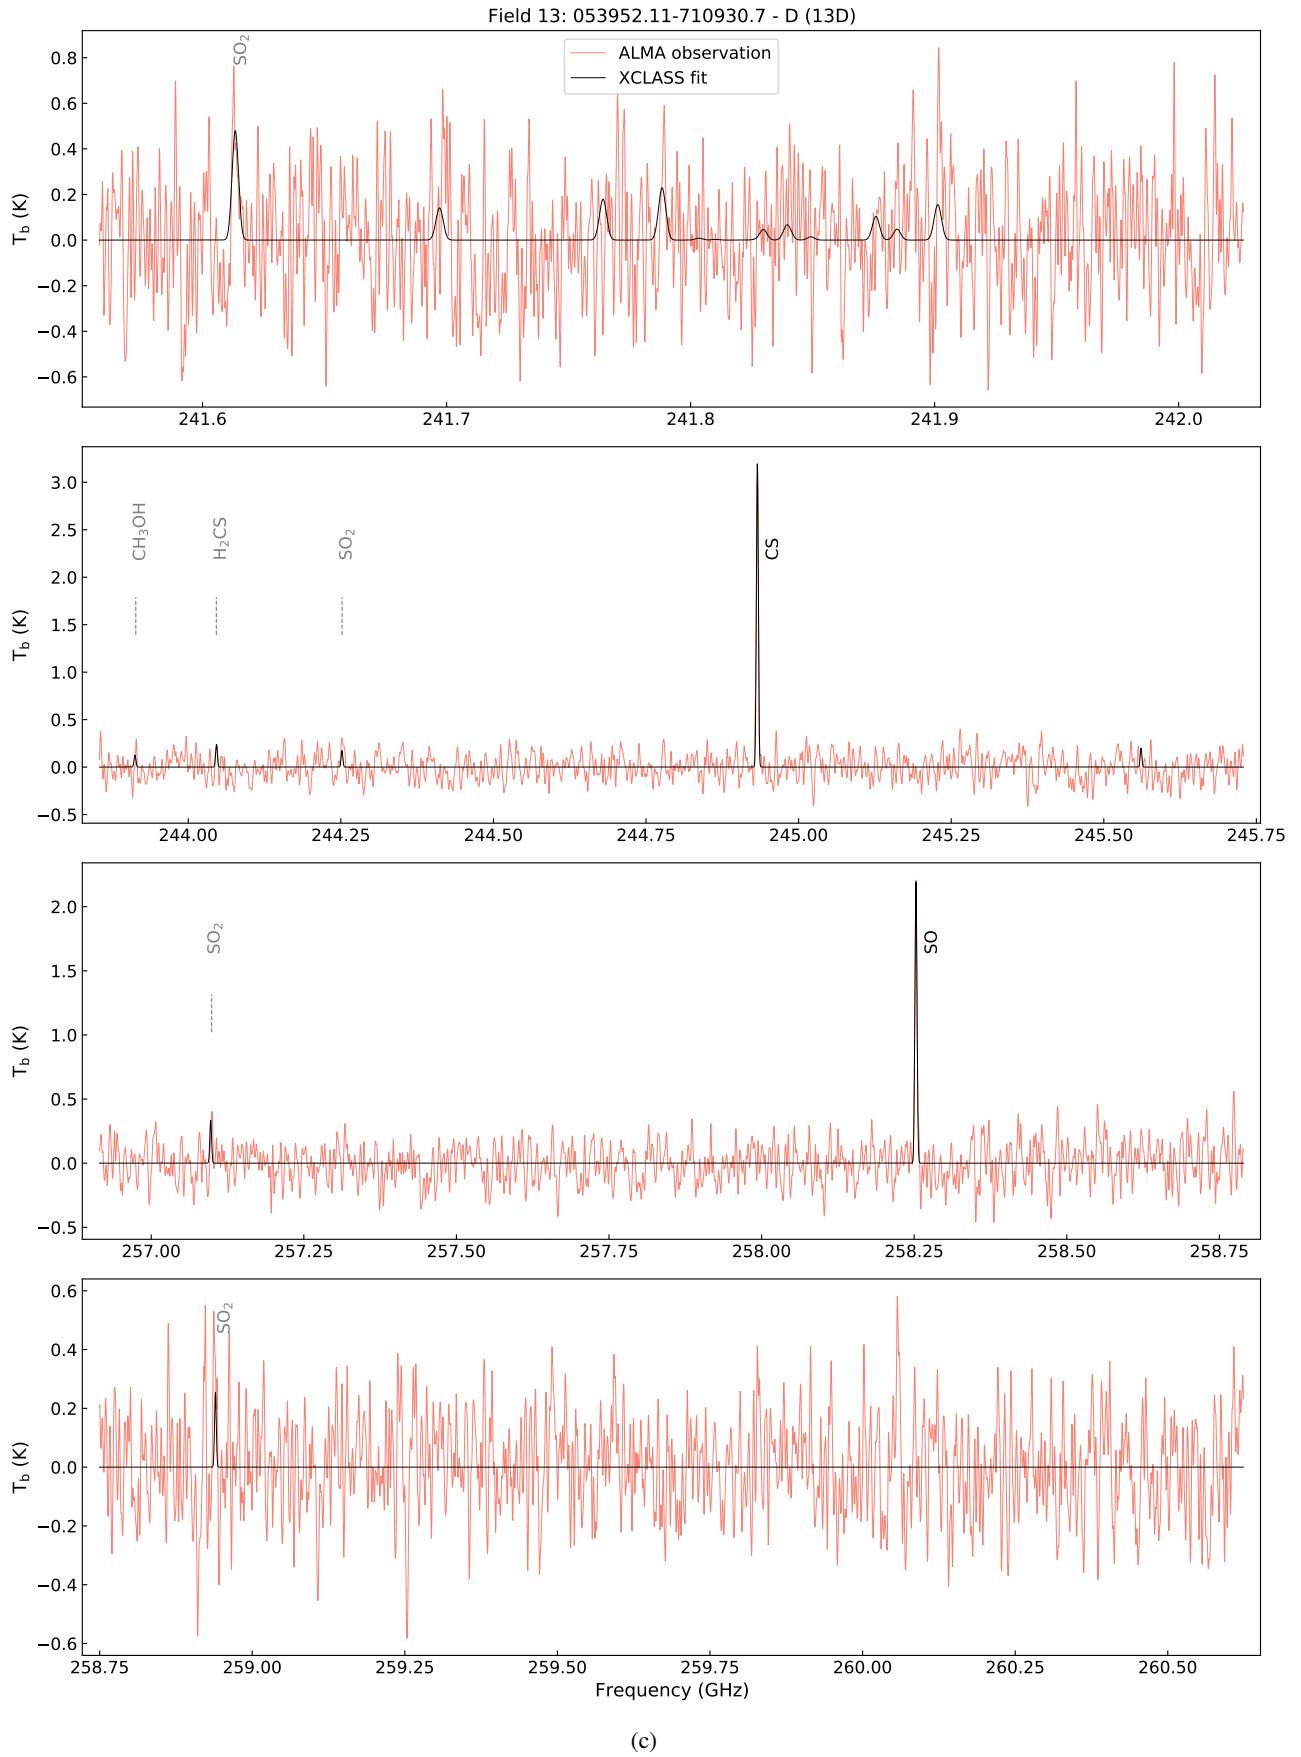 Field 13: 053952.11-710930.7 - D (13D)
SO₂
ALMA observation
XCLASS fit
T_b (K)
0.8
0.6
0.4
0.2
0.0
−0.2
−0.4
−0.6
241.6 241.7 241.8 241.9 242.0
CH₃OH
H₂CS
SO₂
CS
T_b (K)
3.0
2.5
2.0
1.5
1.0
0.5
0.0
−0.5
244.00 244.25 244.50 244.75 245.00 245.25 245.50 245.75
SO₂
SO
T_b (K)
2.0
1.5
1.0
0.5
0.0
−0.5
257.00 257.25 257.50 257.75 258.00 258.25 258.50 258.75
SO₂
T_b (K)
0.6
0.4
0.2
0.0
−0.2
−0.4
−0.6
258.75 259.00 259.25 259.50 259.75 260.00 260.25 260.50
Frequency (GHz)
(c)